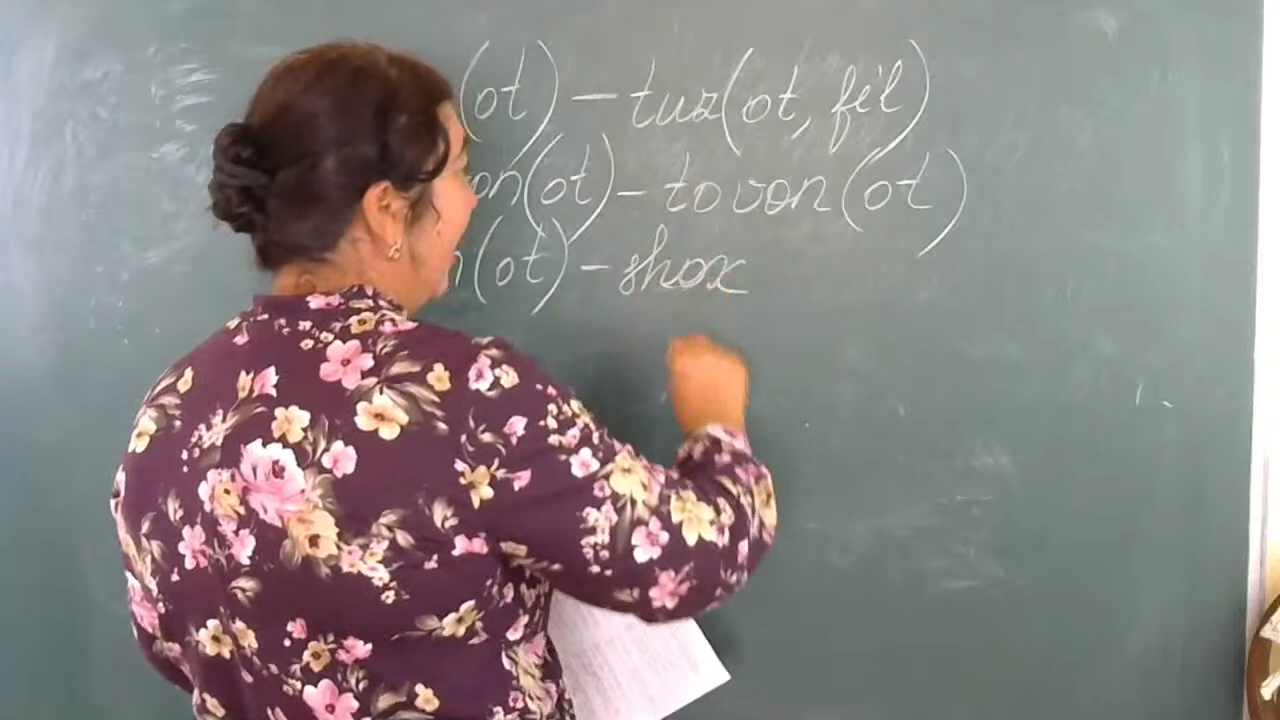 (ot) – tuz(ot, fe'l)
on(ot) – tovon(ot)
(ot) – shox